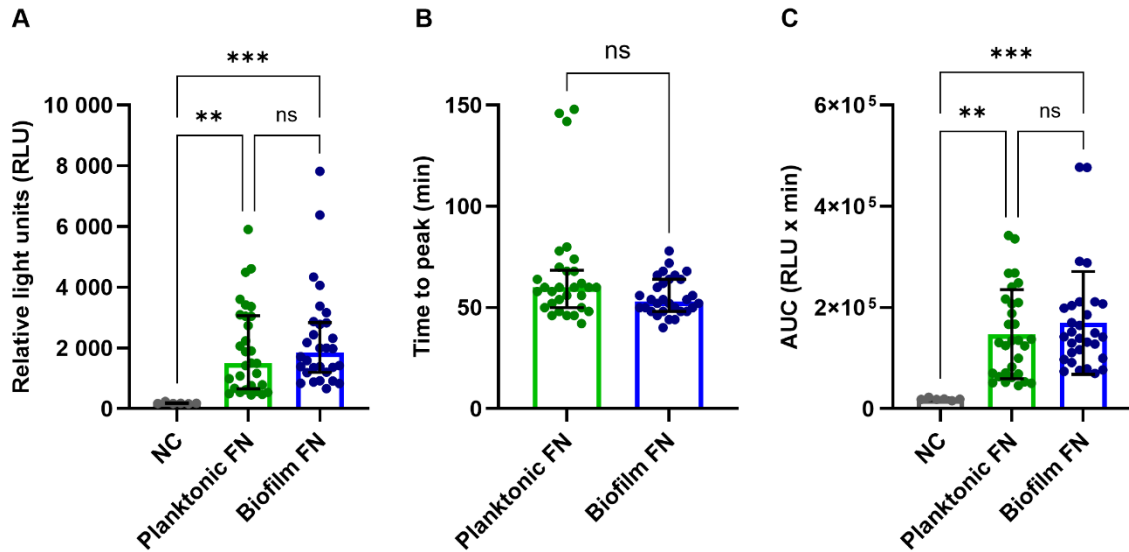 A
***
**
ns
Relative light units (RLU)
10 000
8 000
6 000
4 000
2 000
0
NC
Planktonic FN
Biofilm FN
B
ns
Time to peak (min)
150
100
50
0
Planktonic FN
Biofilm FN
C
***
**
ns
AUC (RLU x min)
6×10⁵
4×10⁵
2×10⁵
0
NC
Planktonic FN
Biofilm FN